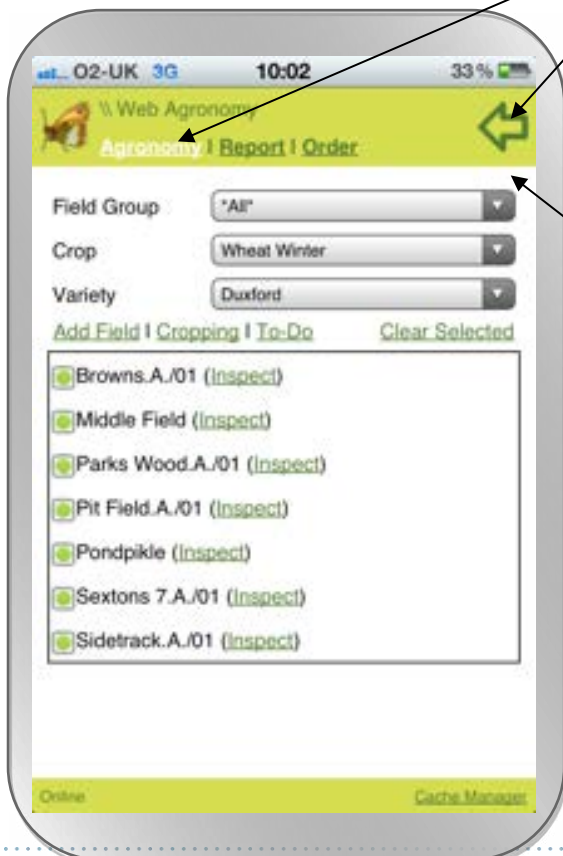 O2-UK 3G 10:02 33%
\\ Web Agronomy
Agronomy | Report | Order
Field Group *All*
Crop Wheat Winter
Variety Duxford
Add Field | Cropping | To-Do Clear Selected
Browns.A./01 (Inspect)
Middle Field (Inspect)
Parks Wood.A./01 (Inspect)
Pit Field.A./01 (Inspect)
Pondpikle (Inspect)
Sextons 7.A./01 (Inspect)
Sidetrack.A./01 (Inspect)
Online Cache Manager